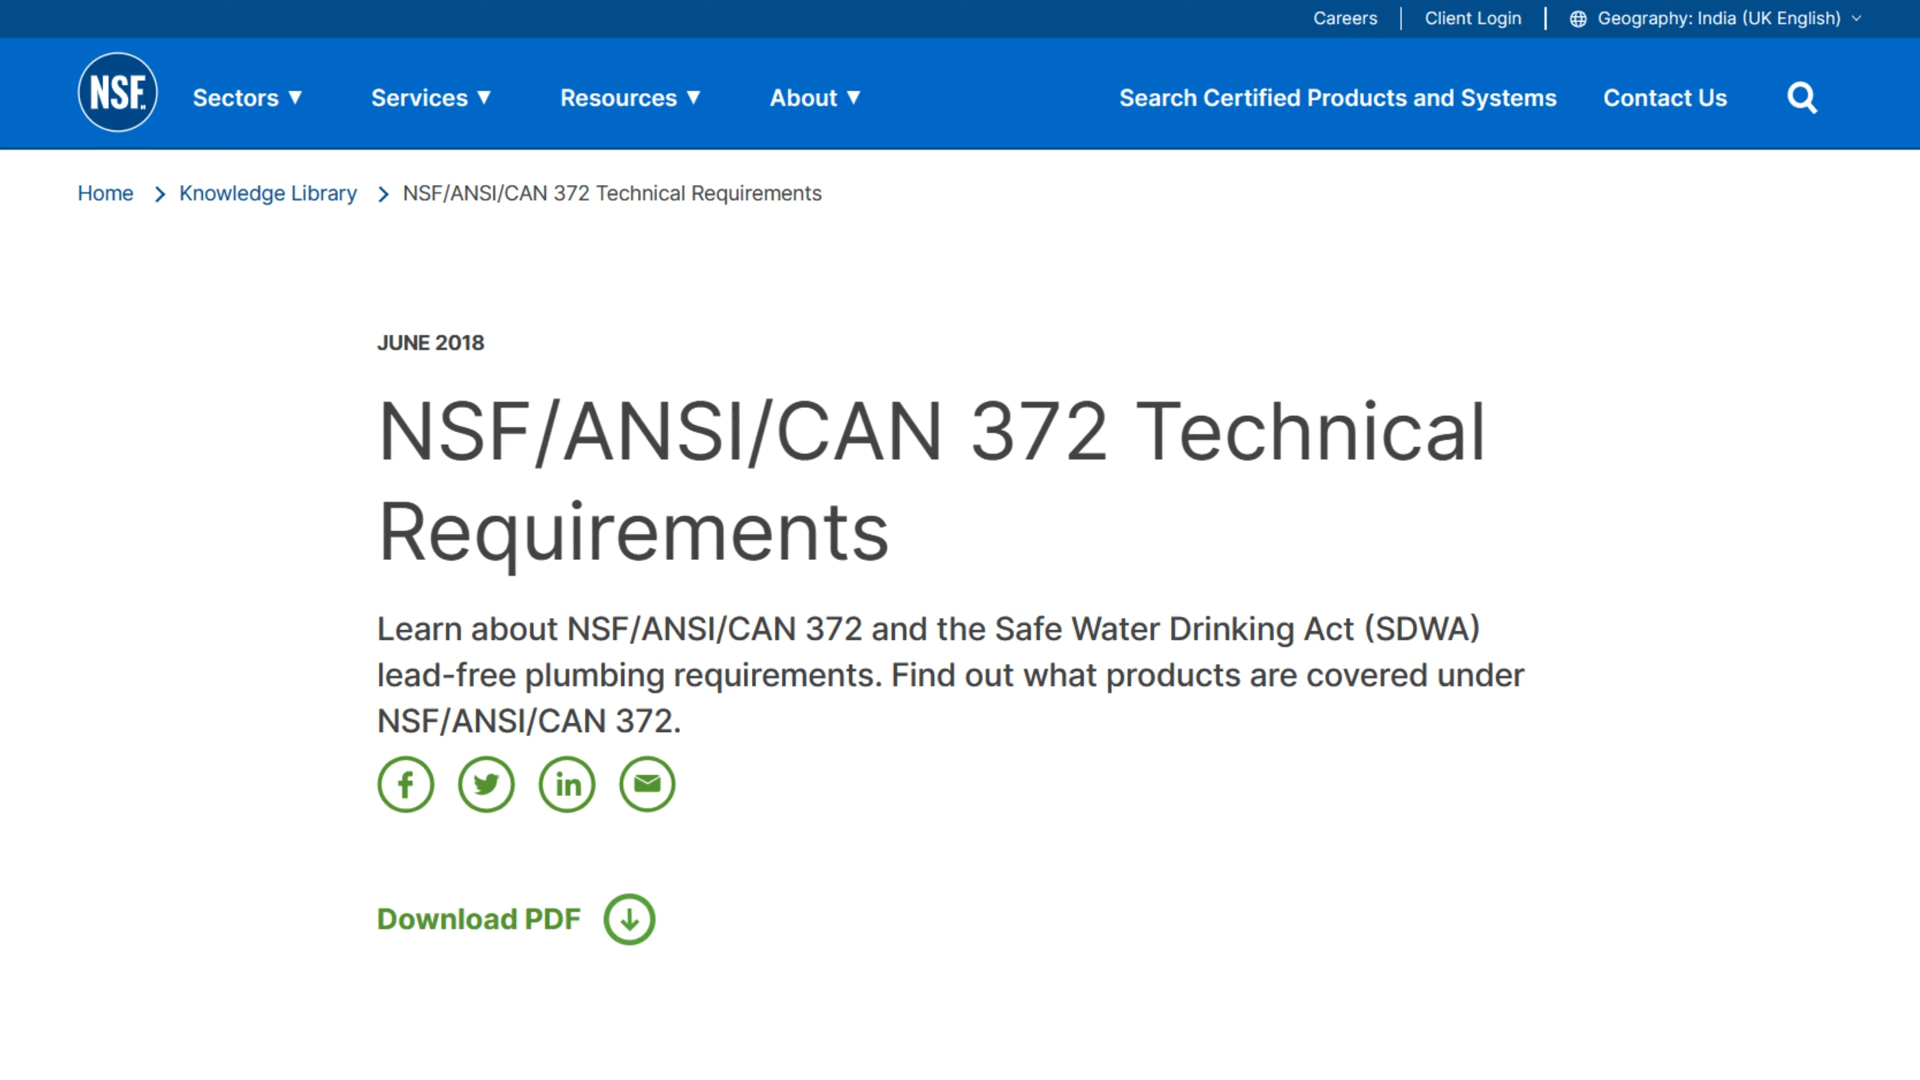 Careers
Client Login
Geography: India (UK English)
NSF
Sectors ▼
Services ▼
Resources ▼
About ▼
Search Certified Products and Systems
Contact Us
Home > Knowledge Library > NSF/ANSI/CAN 372 Technical Requirements
JUNE 2018
NSF/ANSI/CAN 372 Technical
Requirements
Learn about NSF/ANSI/CAN 372 and the Safe Water Drinking Act (SDWA)
lead-free plumbing requirements. Find out what products are covered under
NSF/ANSI/CAN 372.
f
in
Download PDF